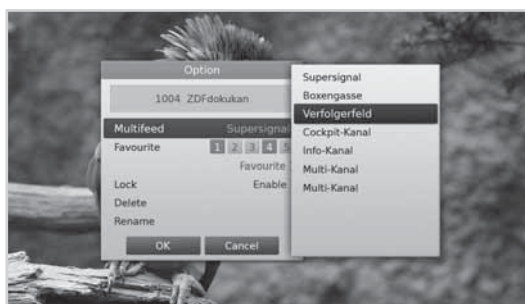 Option
1004 ZDFdokukan
Multifeed Supersignal
Favourite 1 2 3 4 5
Favourite
Lock Enable
Delete
Rename
OK Cancel
Supersignal
Boxengasse
Verfolgerfeld
Cockpit-Kanal
Info-Kanal
Multi-Kanal
Multi-Kanal